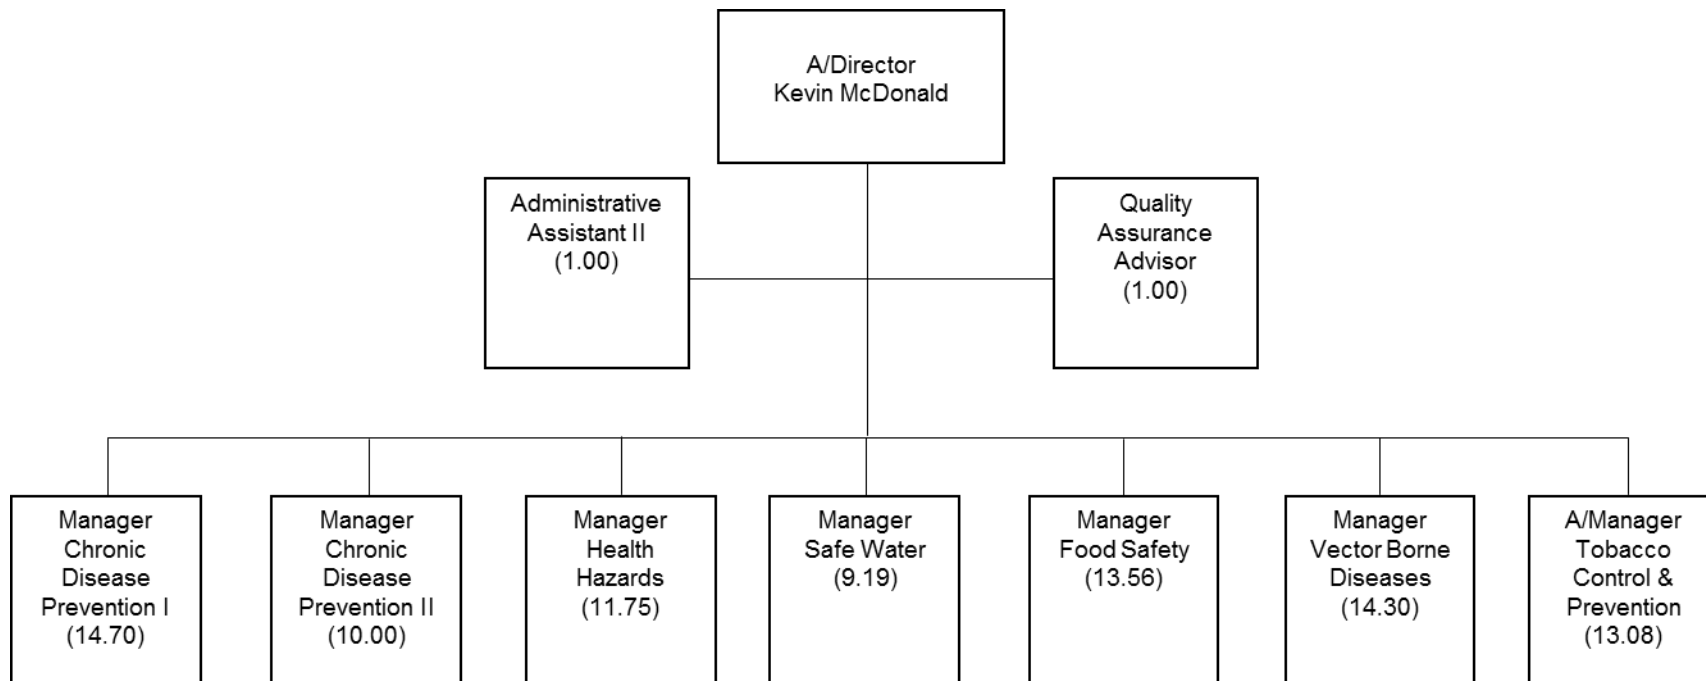 A/Director
Kevin McDonald
Administrative
Assistant II
(1.00)
Quality
Assurance
Advisor
(1.00)
Manager
Chronic
Disease
Prevention I
(14.70)
Manager
Chronic
Disease
Prevention II
(10.00)
Manager
Health
Hazards
(11.75)
Manager
Safe Water
(9.19)
Manager
Food Safety
(13.56)
Manager
Vector Borne
Diseases
(14.30)
A/Manager
Tobacco
Control &
Prevention
(13.08)